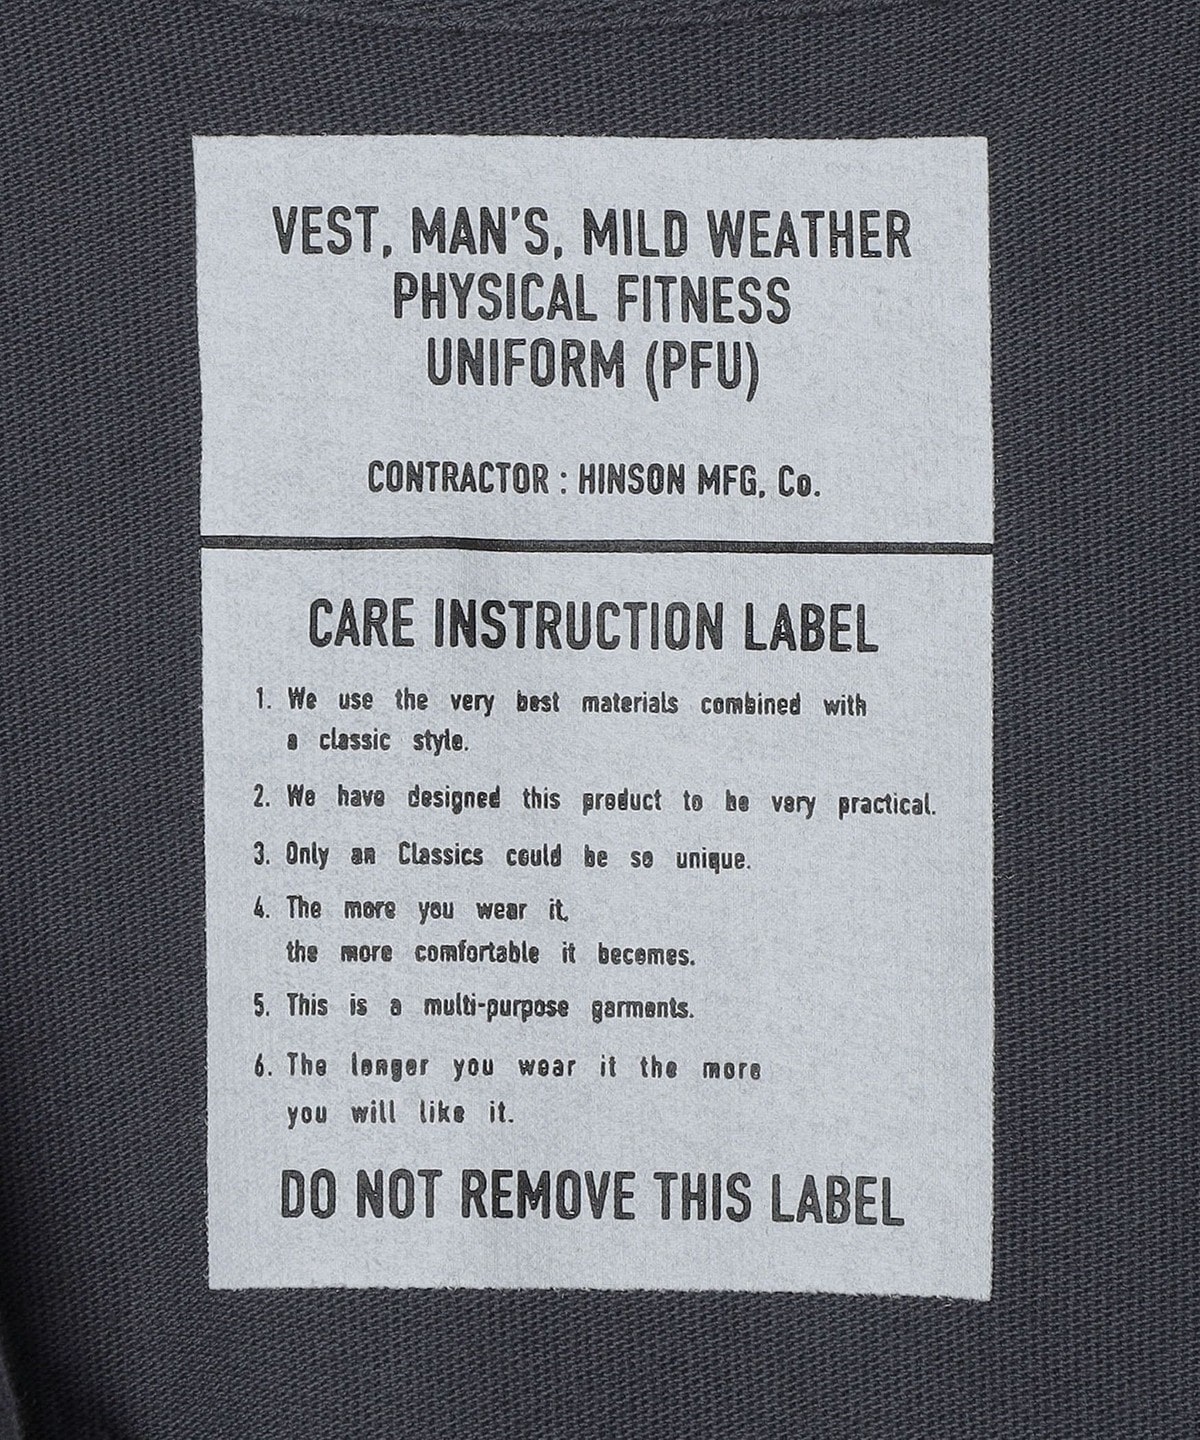 VEST, MAN'S, MILD WEATHER
PHYSICAL FITNESS
UNIFORM (PFU)
CONTRACTOR : HINSON MFG, Co.
CARE INSTRUCTION LABEL
1. We use the very best materials combined with
a classic style.
2. We have designed this product to be very practical.
3. Only an Classics could be so unique.
4. The more you wear it,
the more comfortable it becomes.
5. This is a multi-purpose garments.
6. The longer you wear it the more
you will like it.
DO NOT REMOVE THIS LABEL